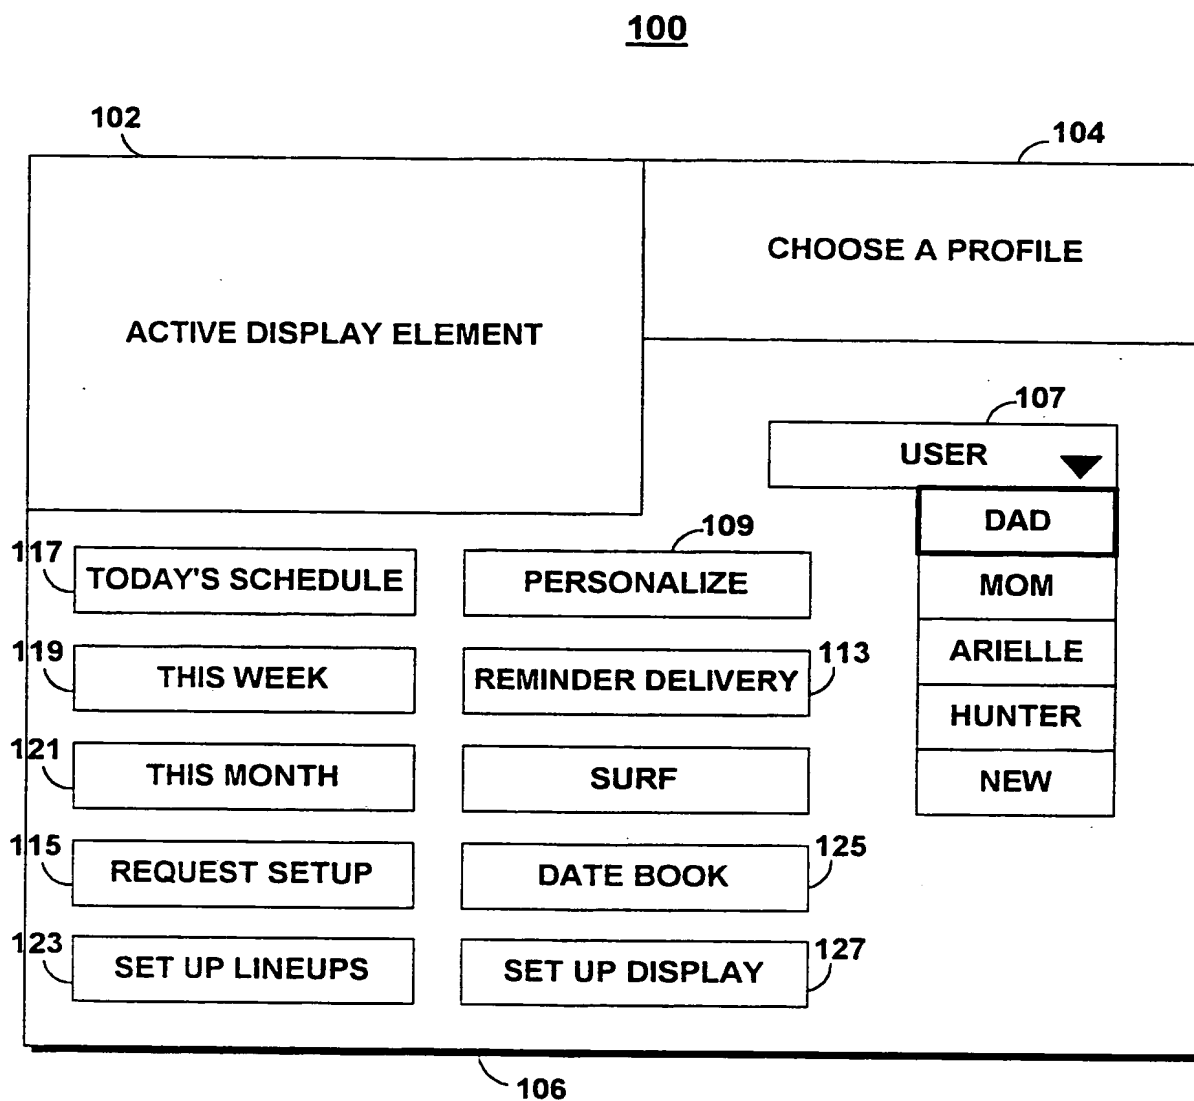 100
102
104
CHOOSE A PROFILE
ACTIVE DISPLAY ELEMENT
107
USER
DAD
MOM
ARIELLE
HUNTER
NEW
109
117
TODAY'S SCHEDULE
PERSONALIZE
119
THIS WEEK
REMINDER DELIVERY
113
121
THIS MONTH
SURF
115
REQUEST SETUP
DATE BOOK
125
123
SET UP LINEUPS
SET UP DISPLAY
127
106